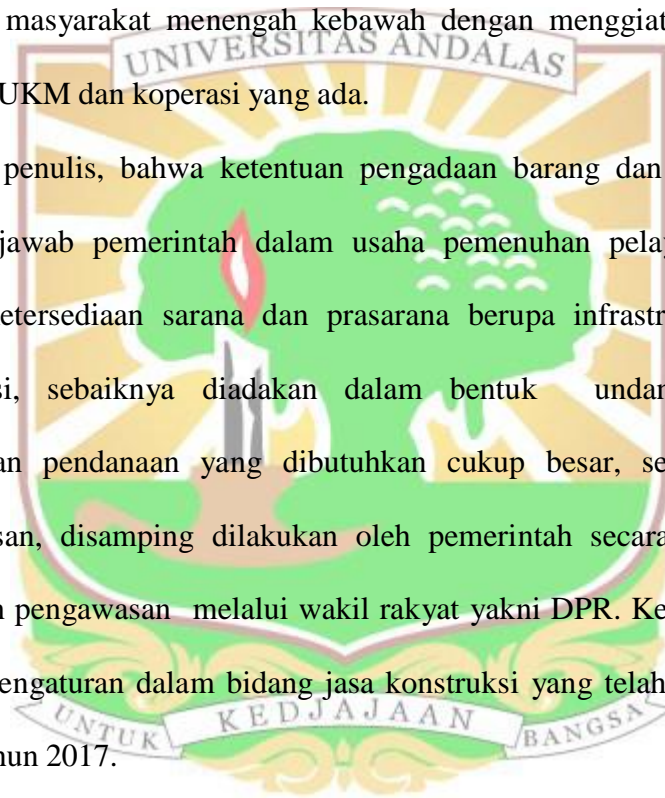 masyarakat menengah kebawah dengan menggiat
UNIVERSITAS ANDALAS
UKM dan koperasi yang ada.
penulis, bahwa ketentuan pengadaan barang dan
jawab pemerintah dalam usaha pemenuhan pelay
etersediaan sarana dan prasarana berupa infrastr
si, sebaiknya diadakan dalam bentuk undan
an pendanaan yang dibutuhkan cukup besar, se
san, disamping dilakukan oleh pemerintah secara
n pengawasan melalui wakil rakyat yakni DPR. Ke
engaturan dalam bidang jasa konstruksi yang telah
UNTUK KEDJAJAAN BANGSA
hun 2017.